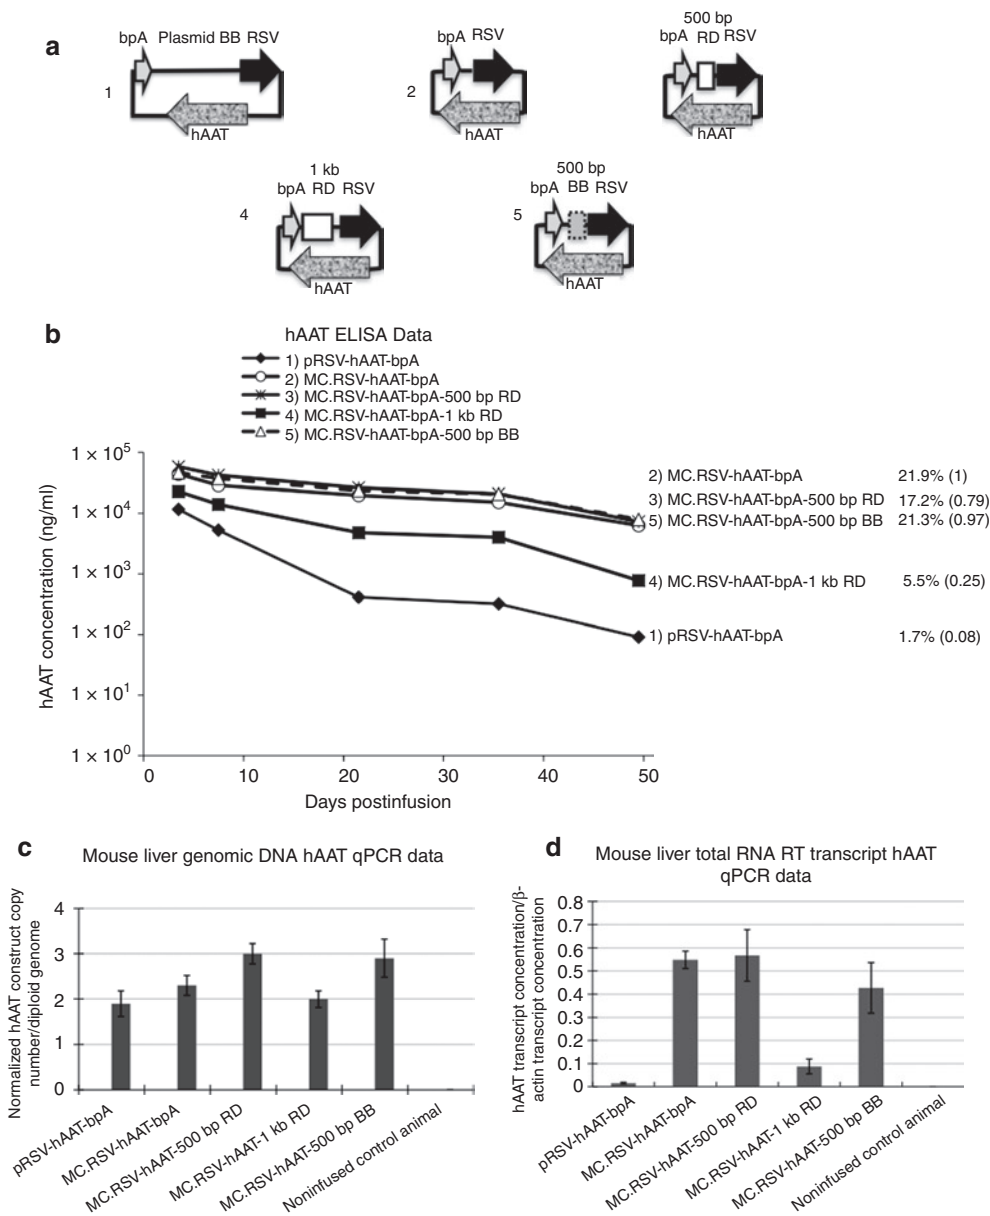 a
bpA Plasmid BB RSV
1
hAAT
bpA RSV
2
hAAT
500 bp
bpA RD RSV
hAAT
1 kb
bpA RD RSV
4
hAAT
500 bp
bpA BB RSV
5
hAAT
b
hAAT ELISA Data
1) pRSV-hAAT-bpA
2) MC.RSV-hAAT-bpA
3) MC.RSV-hAAT-bpA-500 bp RD
4) MC.RSV-hAAT-bpA-1 kb RD
5) MC.RSV-hAAT-bpA-500 bp BB
hAAT concentration (ng/ml)
1 × 10⁵
1 × 10⁴
1 × 10³
1 × 10²
1 × 10¹
1 × 10⁰
0 10 20 30 40 50
Days postinfusion
2) MC.RSV-hAAT-bpA 21.9% (1)
3) MC.RSV-hAAT-bpA-500 bp RD 17.2% (0.79)
5) MC.RSV-hAAT-bpA-500 bp BB 21.3% (0.97)
4) MC.RSV-hAAT-bpA-1 kb RD 5.5% (0.25)
1) pRSV-hAAT-bpA 1.7% (0.08)
c
Mouse liver genomic DNA hAAT qPCR data
Normalized hAAT construct copy
number/diploid genome
4
3
2
1
0
pRSV-hAAT-bpA
MC.RSV-hAAT-bpA
MC.RSV-hAAT-500 bp RD
MC.RSV-hAAT-1 kb RD
MC.RSV-hAAT-500 bp BB
Noninfused control animal
d
Mouse liver total RNA RT transcript hAAT
qPCR data
hAAT transcript concentration/β-
actin transcript concentration
0.8
0.7
0.6
0.5
0.4
0.3
0.2
0.1
0
pRSV-hAAT-bpA
MC.RSV-hAAT-bpA
MC.RSV-hAAT-500 bp RD
MC.RSV-hAAT-1 kb RD
MC.RSV-hAAT-500 bp BB
Noninfused control animal